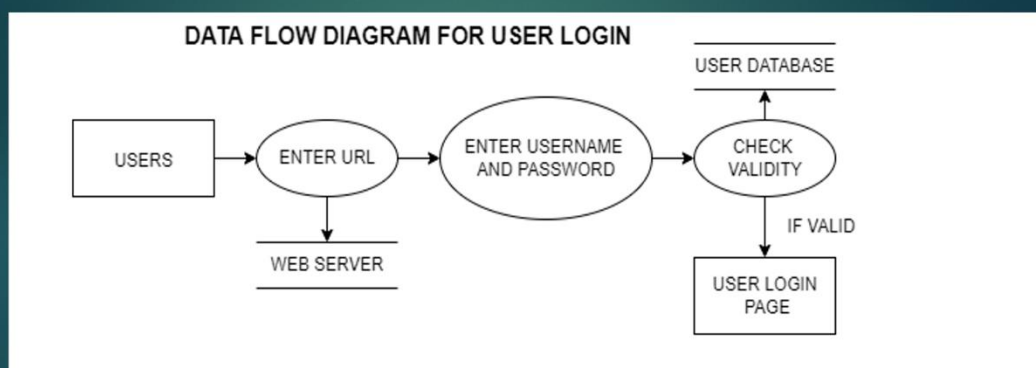 DATA FLOW DIAGRAM FOR USER LOGIN
USER DATABASE
USERS
ENTER URL
ENTER USERNAME
AND PASSWORD
CHECK
VALIDITY
IF VALID
WEB SERVER
USER LOGIN
PAGE